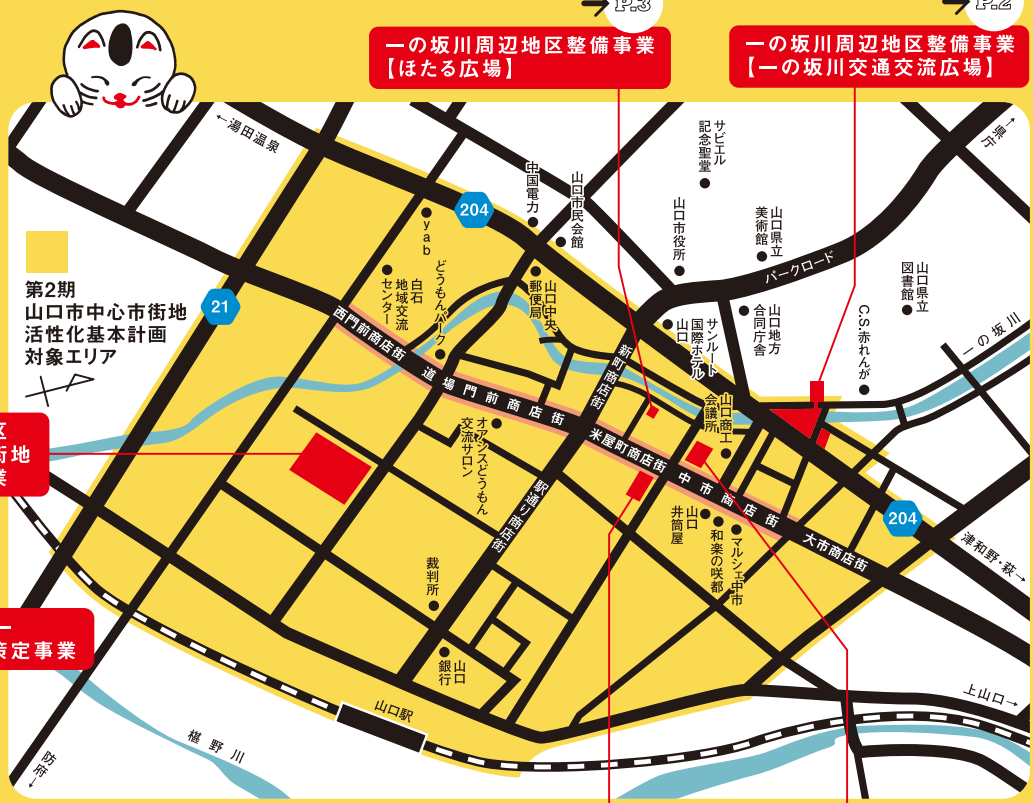 P.3
P.2
一の坂川周辺地区整備事業
【ほたる広場】
一の坂川周辺地区整備事業
【一の坂川交通交流広場】
←湯田温泉
↑県庁
サビエル
記念聖堂
中国電力
山口市民会館
204
yab
山口市役所
山口県立
美術館
パークロード
山口県立
図書館
第2期
山口市中心市街地
活性化基本計画
対象エリア
21
白石
地域交流
センター
どうもんパーク
山口中央
郵便局
サンルート
国際ホテル
山口
山口地方
合同庁舎
C.S赤れんが
一の坂川
西門前商店街
道場門前商店街
新町商店街
米屋町商店街
中市商店街
大市商店街
駅通り商店街
オアシスどうもん
交流サロン
山口商工
会議所
山口
井筒屋
和楽の咲都
マルシェ中市
204
津和野・萩→
区
街地
業
裁判所
ー
策定事業
山口
銀行
山口駅
上山口→
椹野川
防府↓